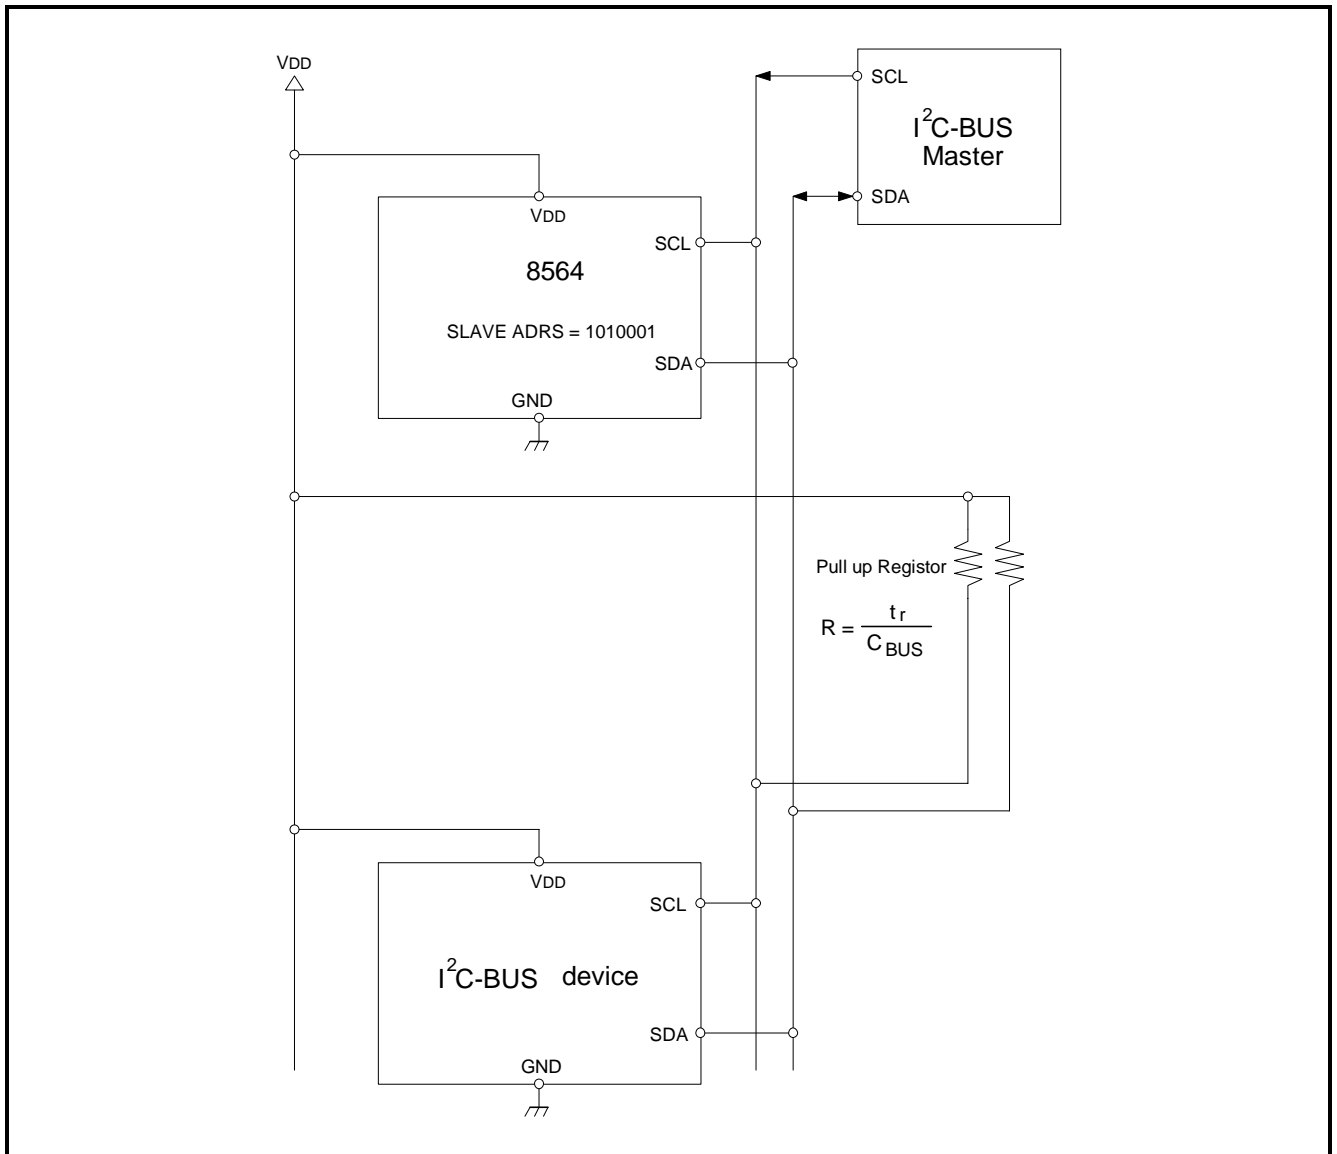 VDD
SCL
I²C-BUS
Master
SDA
VDD
SCL
8564
SLAVE ADRS = 1010001
SDA
GND
Pull up Registor
R = tr / CBUS
VDD
SCL
I²C-BUS device
SDA
GND